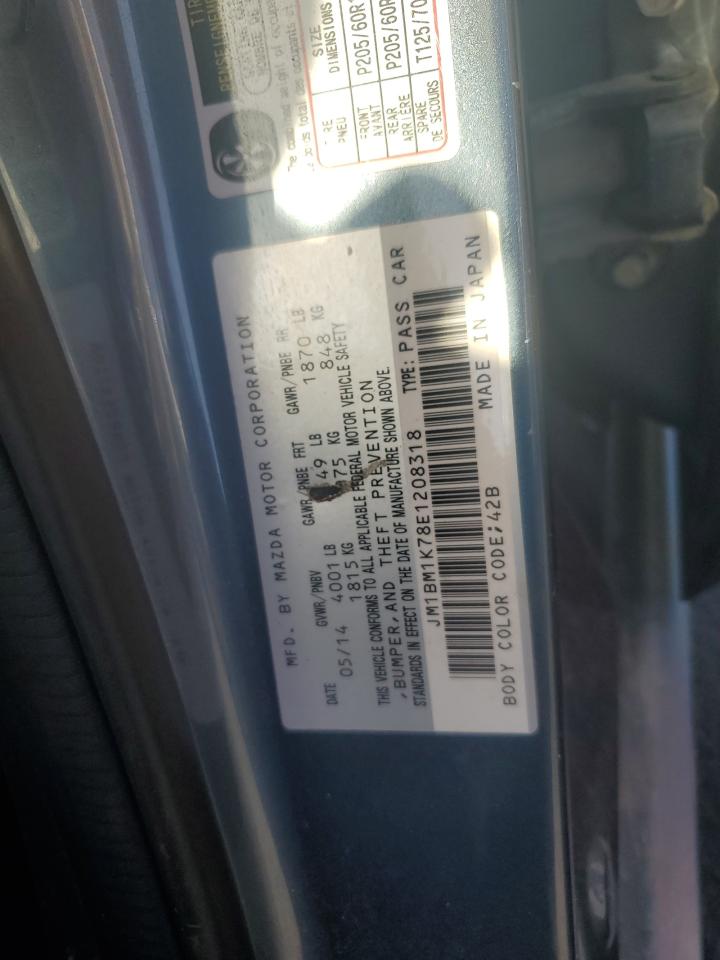 MFD. BY MAZDA MOTOR CORPORATION
DATE GVWR/PNBV GAWR/PNBE FRT GAWR/PNBE RR
05/14 4001 LB 49 LB 1870 LB
1815 KG 75 KG 848 KG
THIS VEHICLE CONFORMS TO ALL APPLICABLE FEDERAL MOTOR VEHICLE SAFETY
, BUMPER, AND THEFT PREVENTION
STANDARDS IN EFFECT ON THE DATE OF MANUFACTURE SHOWN ABOVE.
JM1BM1K78E1208318 TYPE: PASS CAR
BODY COLOR CODE; 42B MADE IN JAPAN
SIZE
DIMENSIONS
PNEU
FRONT
AVANT
P205/60R
REAR
ARRIÈRE
P205/60R
SPARE
DE SECOURS
T125/70